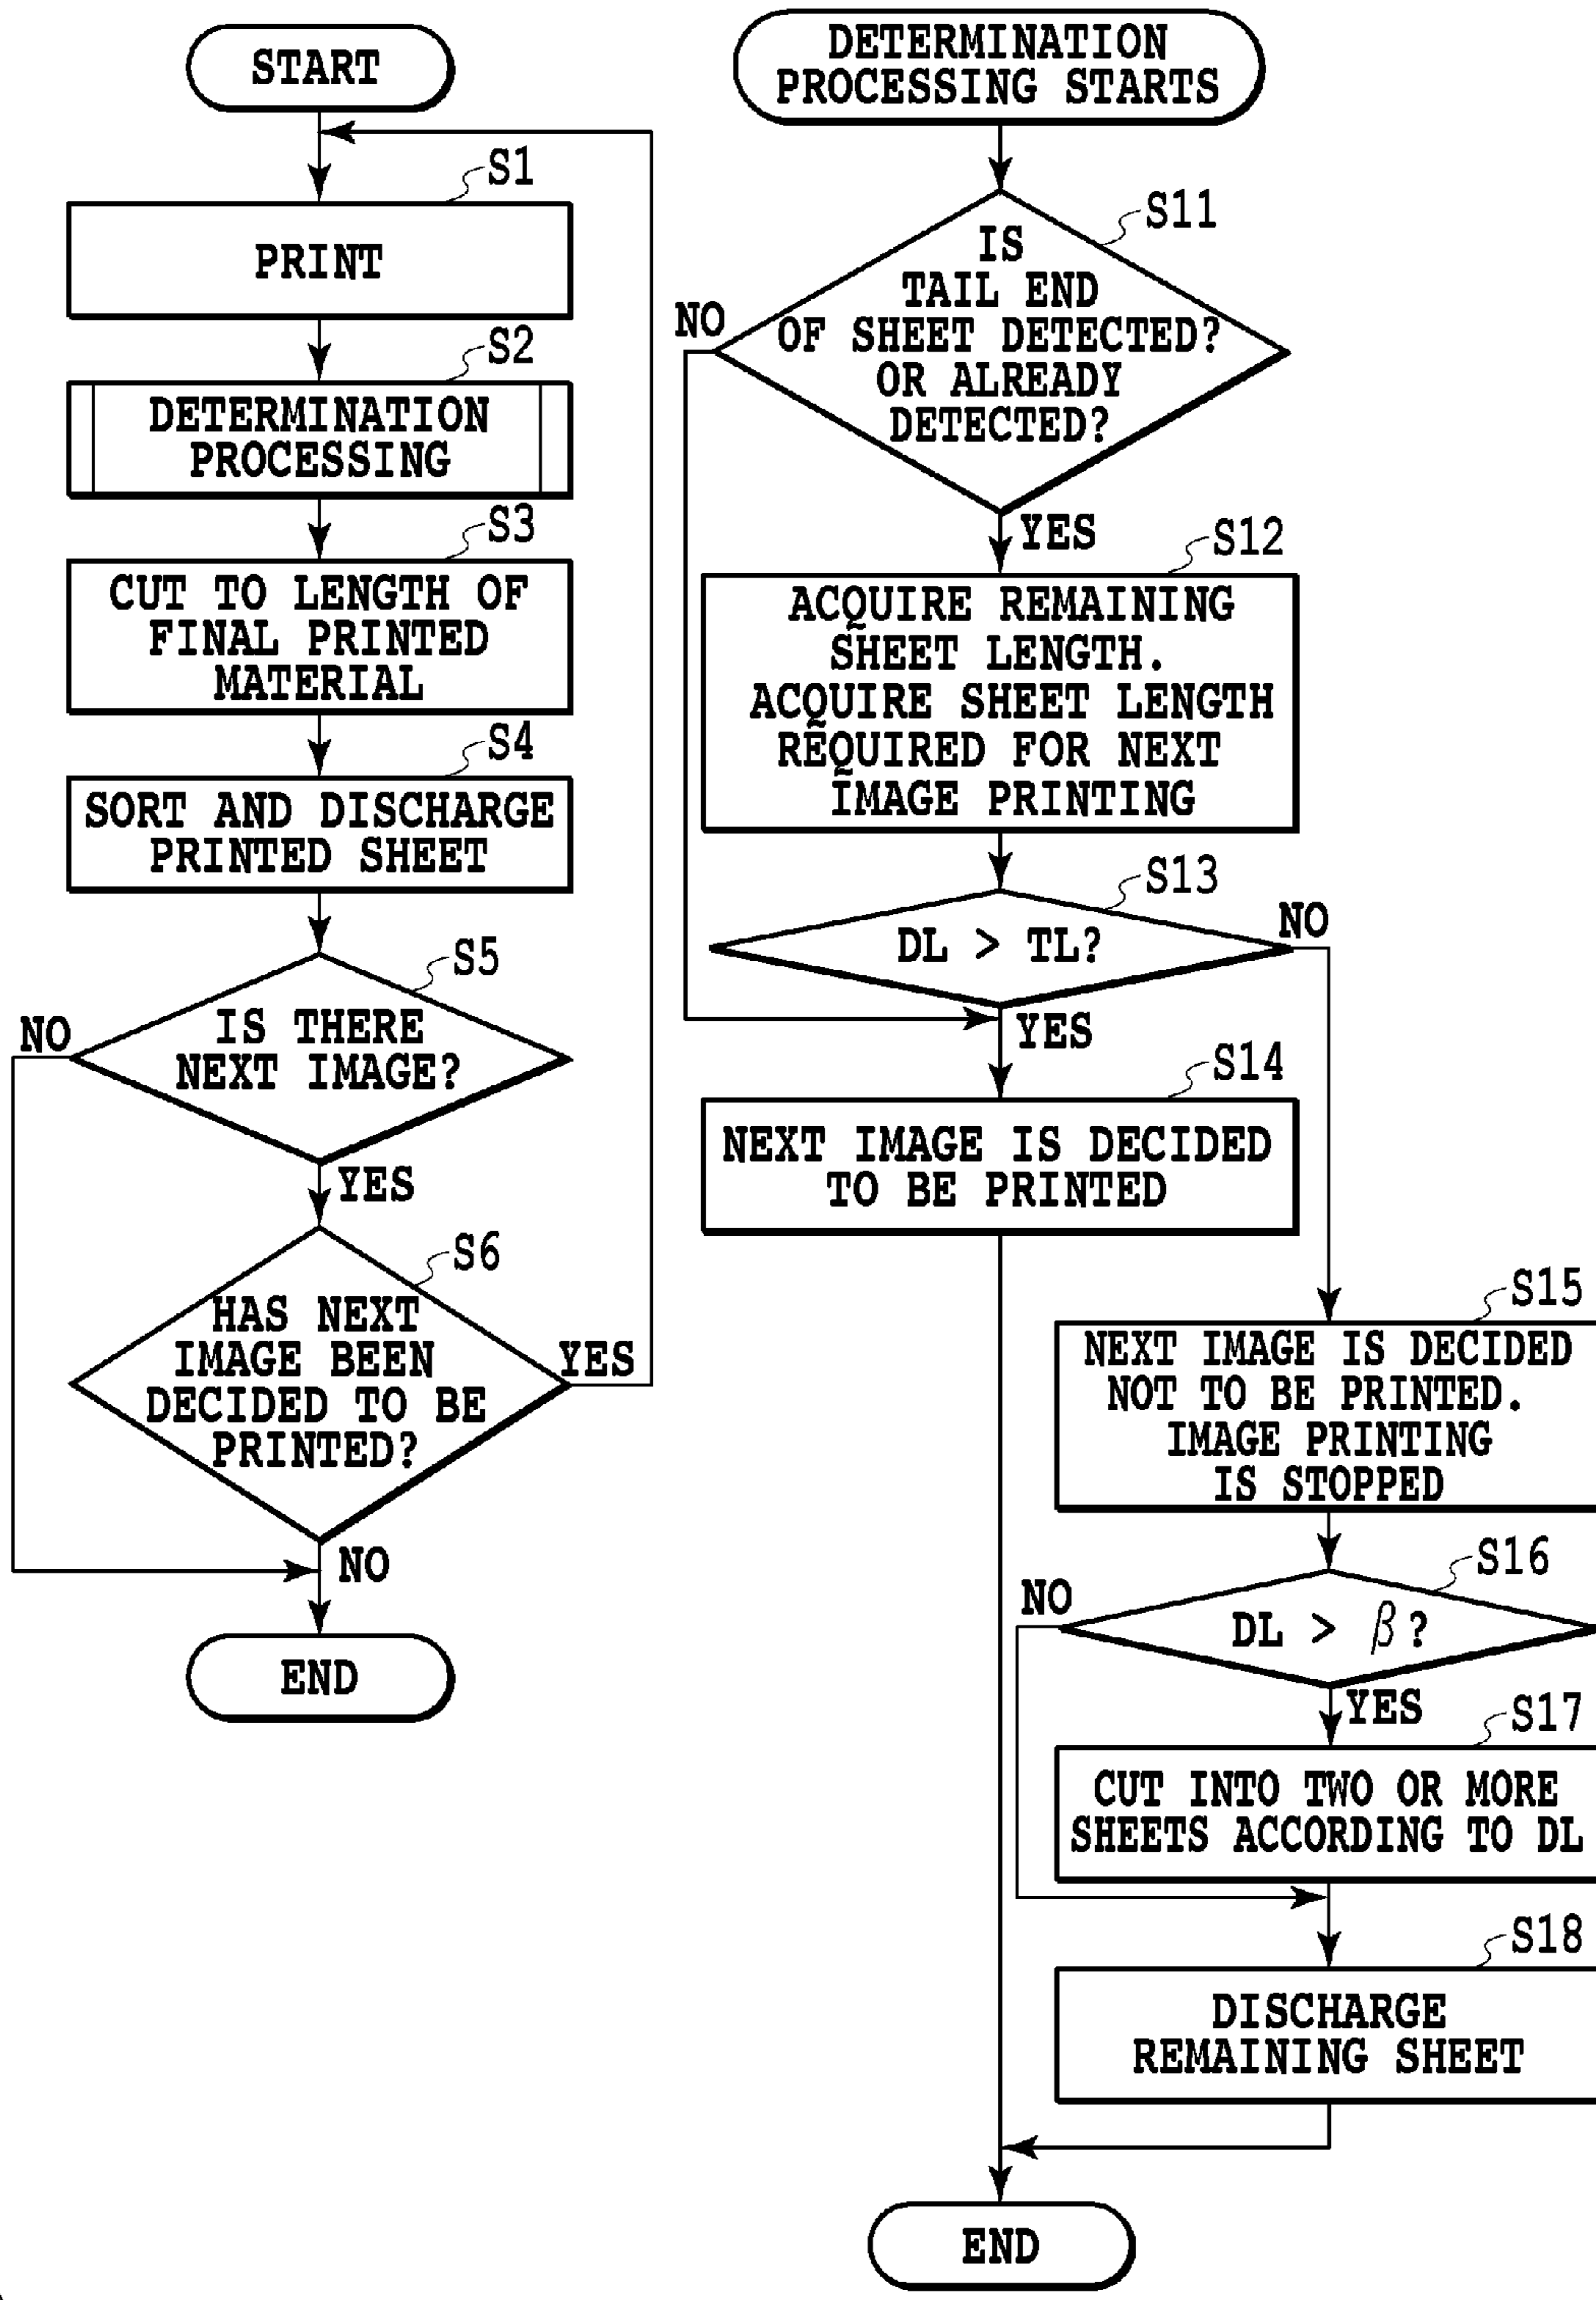 START
S1
PRINT
S2
DETERMINATION
PROCESSING
S3
CUT TO LENGTH OF
FINAL PRINTED
MATERIAL
S4
SORT AND DISCHARGE
PRINTED SHEET
S5
IS THERE
NEXT IMAGE?
NO
YES
S6
HAS NEXT
IMAGE BEEN
DECIDED TO BE
PRINTED?
YES
NO
END
DETERMINATION
PROCESSING STARTS
S11
IS
TAIL END
OF SHEET DETECTED?
OR ALREADY
DETECTED?
NO
YES
S12
ACQUIRE REMAINING
SHEET LENGTH.
ACQUIRE SHEET LENGTH
REQUIRED FOR NEXT
IMAGE PRINTING
S13
DL > TL?
NO
YES
S14
NEXT IMAGE IS DECIDED
TO BE PRINTED
S15
NEXT IMAGE IS DECIDED
NOT TO BE PRINTED.
IMAGE PRINTING
IS STOPPED
S16
DL > β?
NO
YES
S17
CUT INTO TWO OR MORE
SHEETS ACCORDING TO DL
S18
DISCHARGE
REMAINING SHEET
END